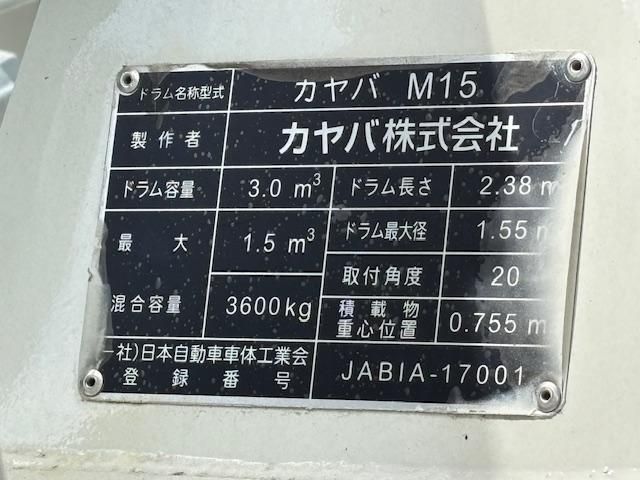 ドラム名称型式 カヤバ M15
製作者 カヤバ株式会社
ドラム容量 3.0 m³ ドラム長さ 2.38 m
最大 1.5 m³ ドラム最大径 1.55 m
取付角度 20
混合容量 3600kg 積載物
重心位置 0.755 m
一社)日本自動車車体工業会
登録番号 JABIA-17001